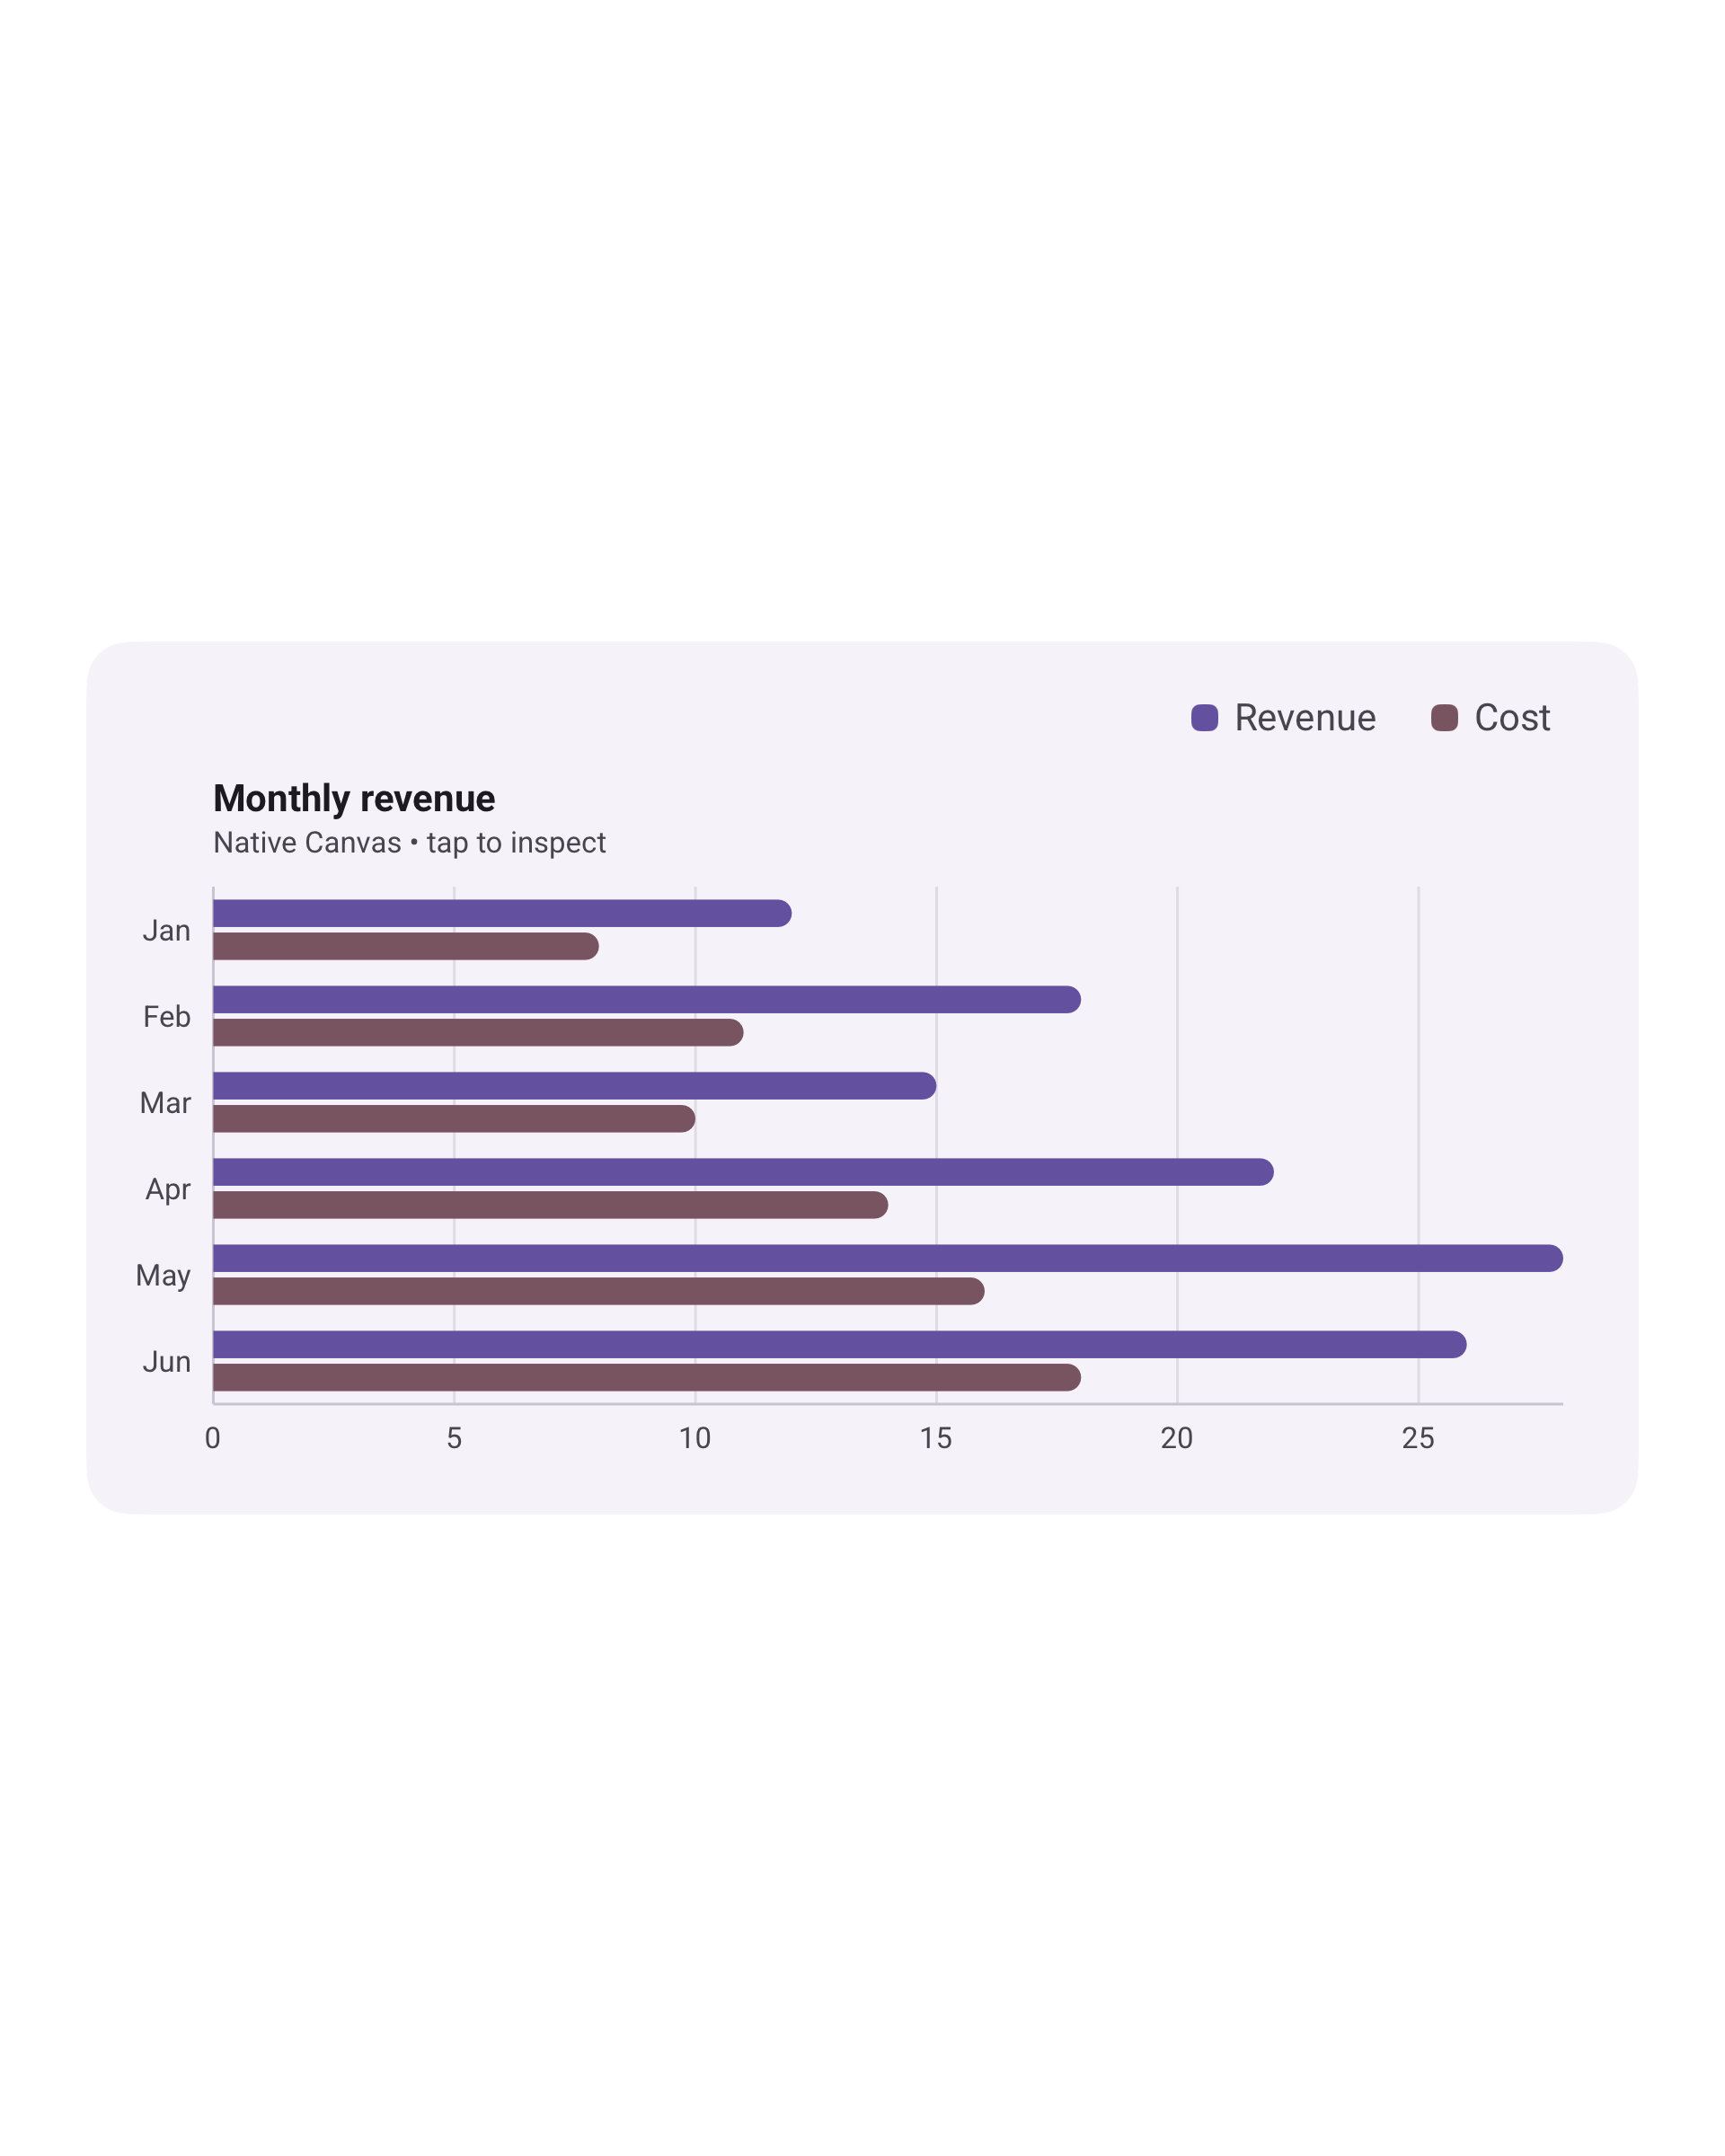 Revenue Cost
Monthly revenue
Native Canvas • tap to inspect
Jan
Feb
Mar
Apr
May
Jun
0 5 10 15 20 25